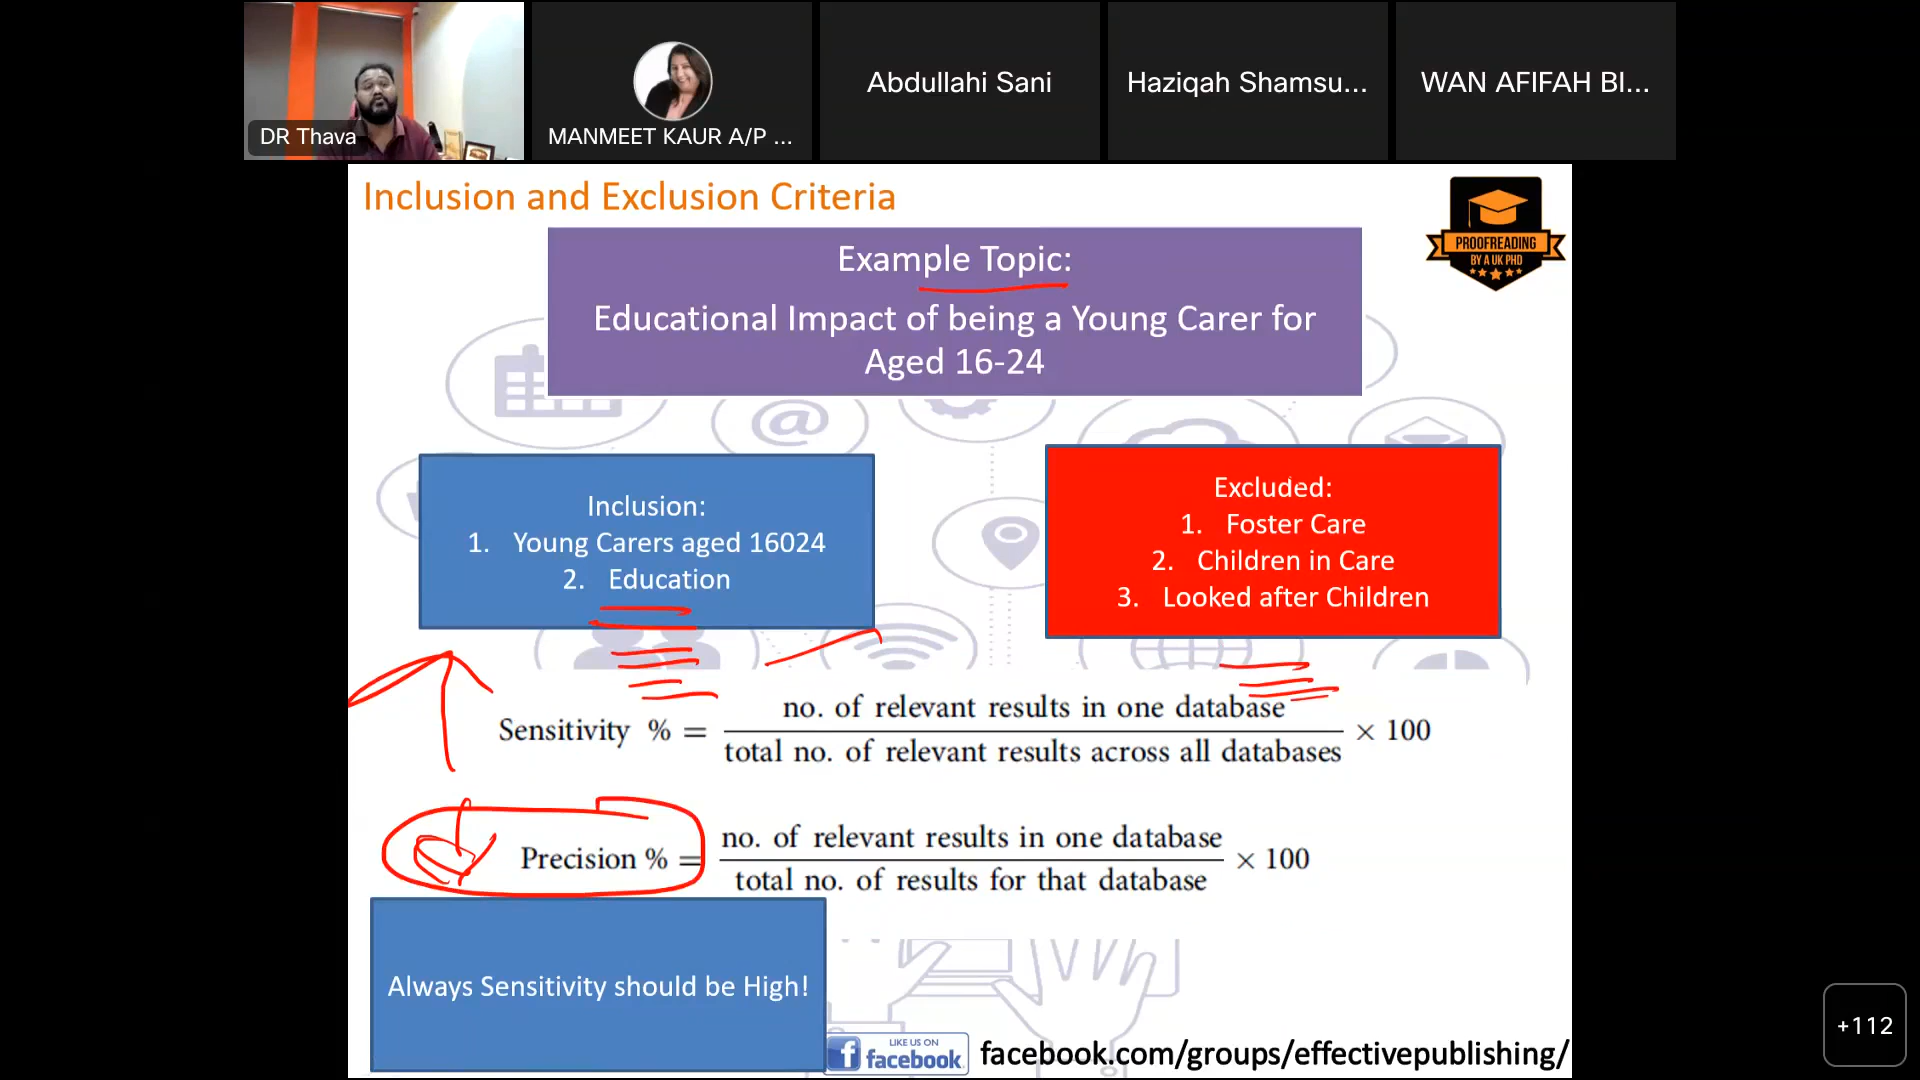 DR Thava
MANMEET KAUR A/P ...
Abdullahi Sani
Haziqah Shamsu...
WAN AFIFAH BI...
Inclusion and Exclusion Criteria
PROOFREADING
BY A UK PHD
Example Topic:
Educational Impact of being a Young Carer for
Aged 16-24
Inclusion:
1. Young Carers aged 16024
2. Education
Excluded:
1. Foster Care
2. Children in Care
3. Looked after Children
Sensitivity % = no. of relevant results in one database
total no. of relevant results across all databases × 100
Precision % = no. of relevant results in one database
total no. of results for that database × 100
Always Sensitivity should be High!
LIKE US ON
facebook.
facebook.com/groups/effectivepublishing/
+112